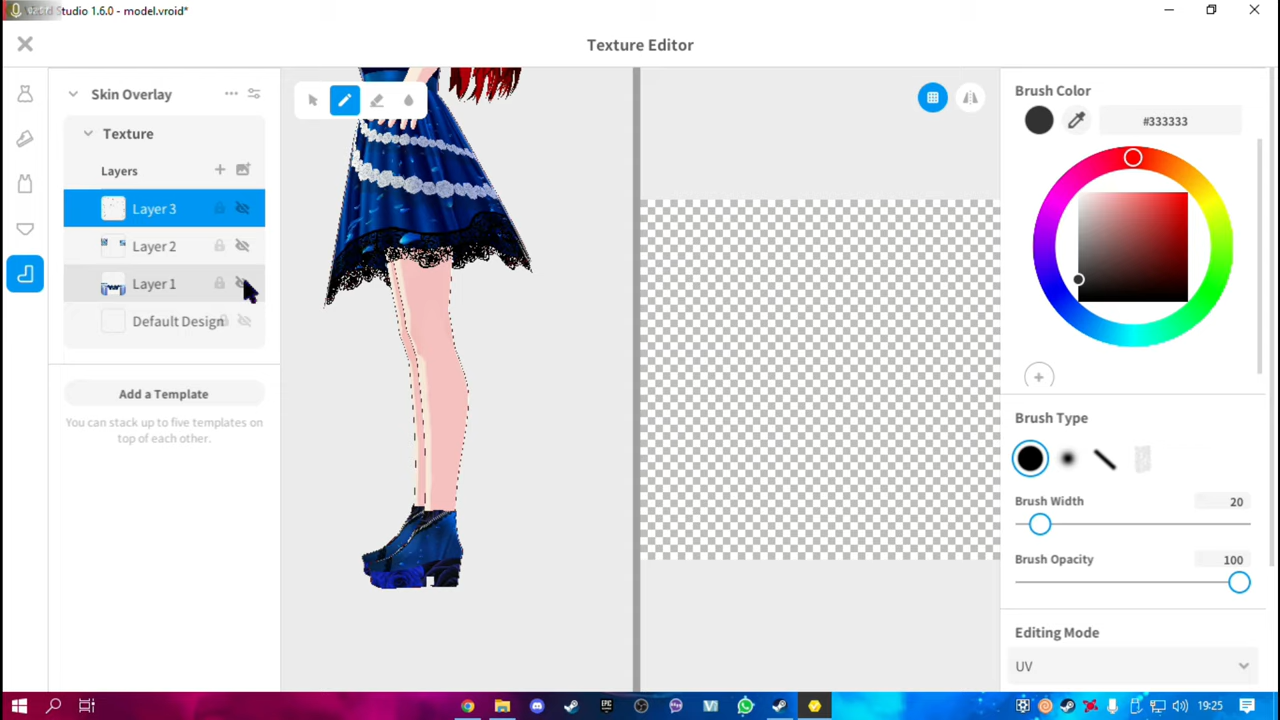 Studio 1.6.0 - model.vroid*
Texture Editor
Skin Overlay
Texture
Layers
Layer 3
Layer 2
Layer 1
Default Design
Add a Template
You can stack up to five templates on
top of each other.
Brush Color
#333333
Brush Type
Brush Width
20
Brush Opacity
100
Editing Mode
UV
EPIC
19:25